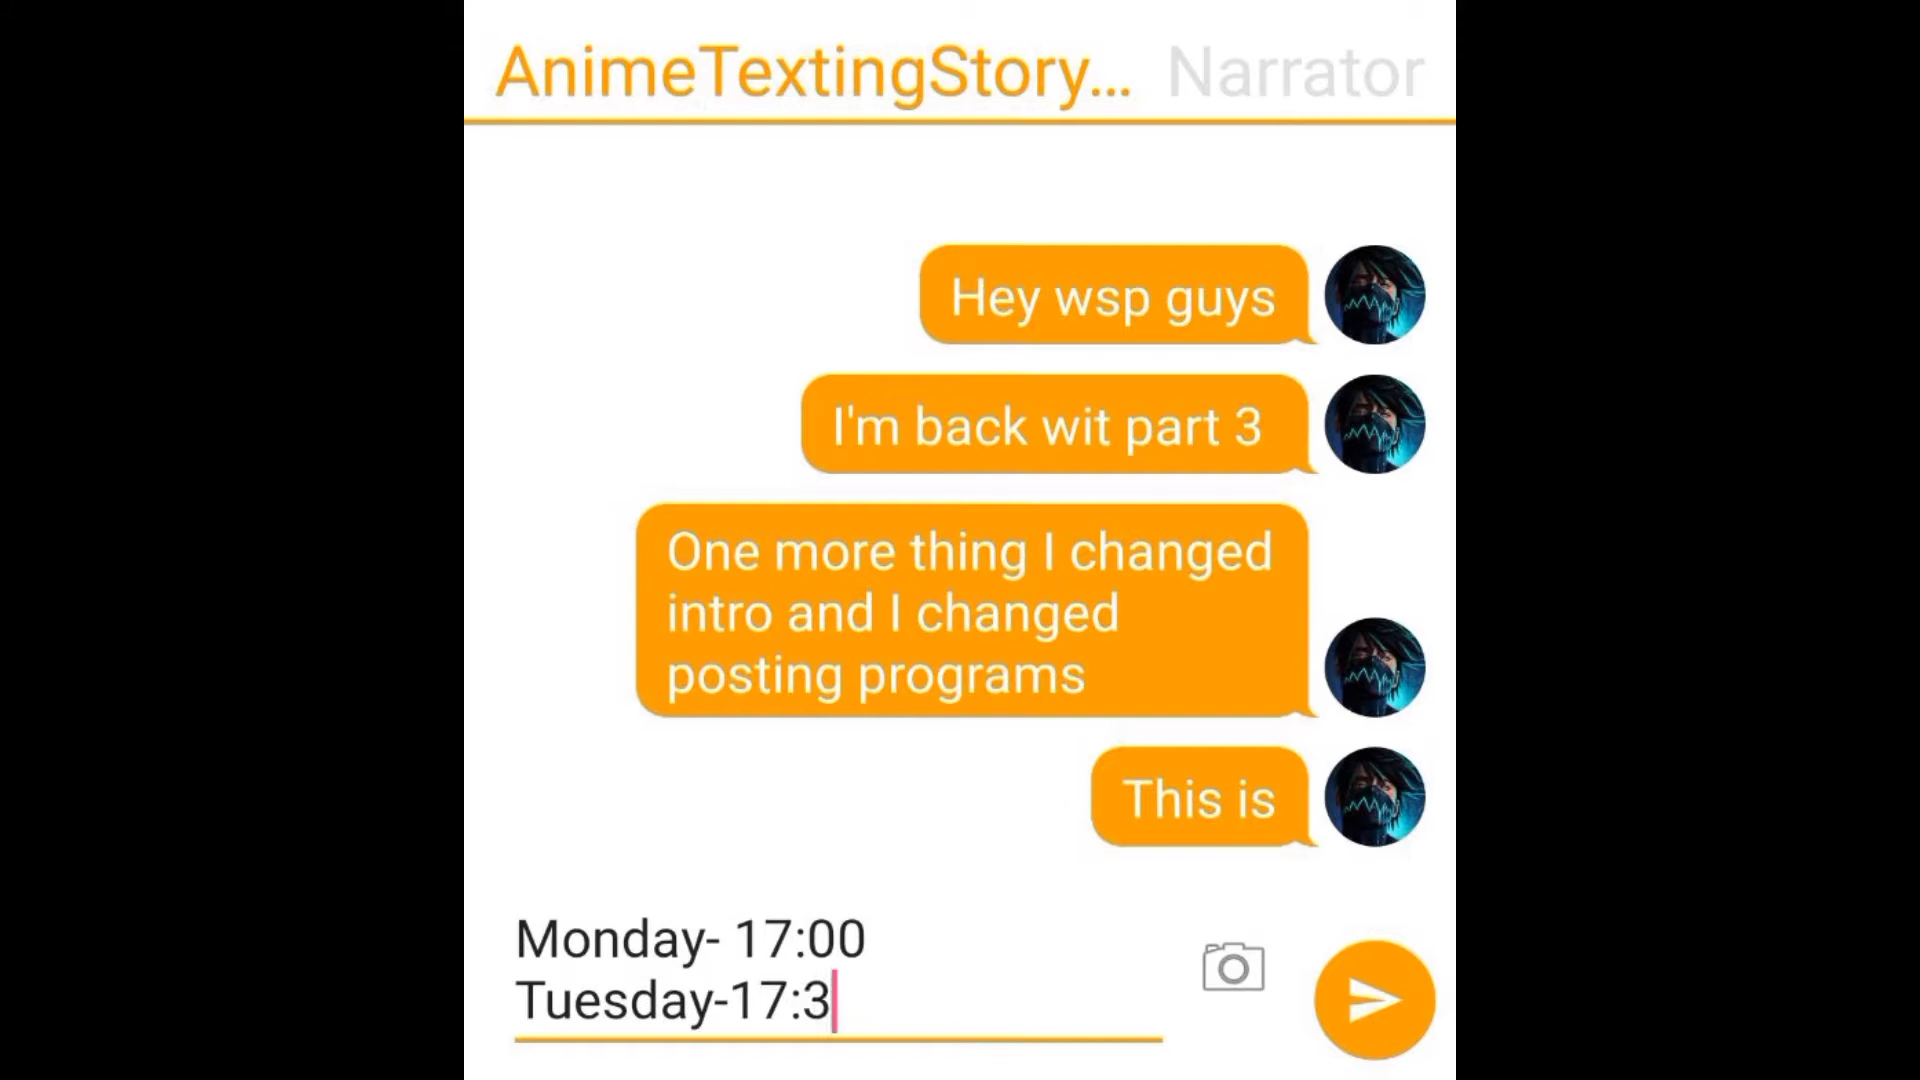 AnimeTextingStory... Narrator
Hey wsp guys
I'm back wit part 3
One more thing I changed
intro and I changed
posting programs
This is
Monday- 17:00
Tuesday-17:3